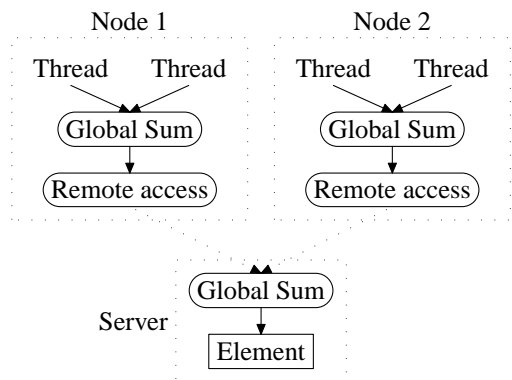 Node 1
Node 2
Thread
Thread
Thread
Thread
Global Sum
Global Sum
Remote access
Remote access
Global Sum
Server
Element